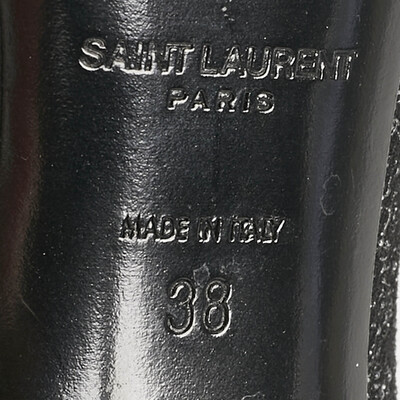 SAINT LAURENT
PARIS
MADE IN ITALY
38